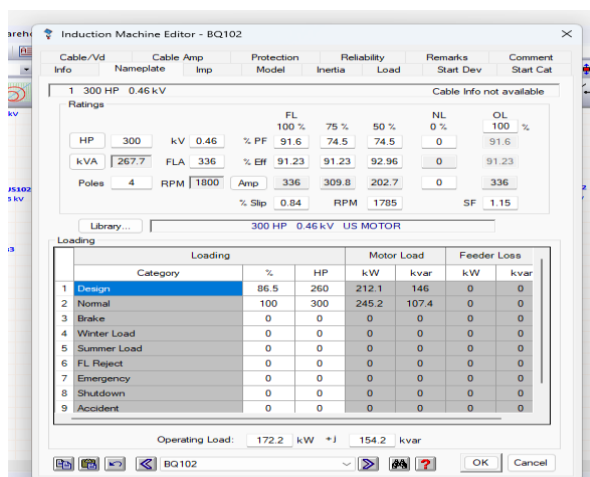 Induction Machine Editor - BQ102
Cable/Vd Cable Amp Protection Reliability Remarks Comment
Info Nameplate Imp Model Inertia Load Start Dev Start Cat
1 300 HP 0.46 kV Cable Info not available
Ratings
FL NL OL
100 % 75 % 50 % 0 % 100 %
HP 300 kV 0.46 % PF 91.6 74.5 74.5 0 91.6
kVA 267.7 FLA 336 % Eff 91.23 91.23 92.96 0 91.23
Poles 4 RPM 1800 Amp 336 309.8 202.7 0 336
% Slip 0.84 RPM 1785 SF 1.15
Library... 300 HP 0.46 kV US MOTOR
Loading
Loading Motor Load Feeder Loss
Category % HP kW kvar kW kvar
1 Design 86.5 260 212.1 146 0 0
2 Normal 100 300 245.2 107.4 0 0
3 Brake 0 0 0 0 0 0
4 Winter Load 0 0 0 0 0 0
5 Summer Load 0 0 0 0 0 0
6 FL Reject 0 0 0 0 0 0
7 Emergency 0 0 0 0 0 0
8 Shutdown 0 0 0 0 0 0
9 Accident 0 0 0 0 0 0
Operating Load: 172.2 kW +j 154.2 kvar
BQ102 OK Cancel